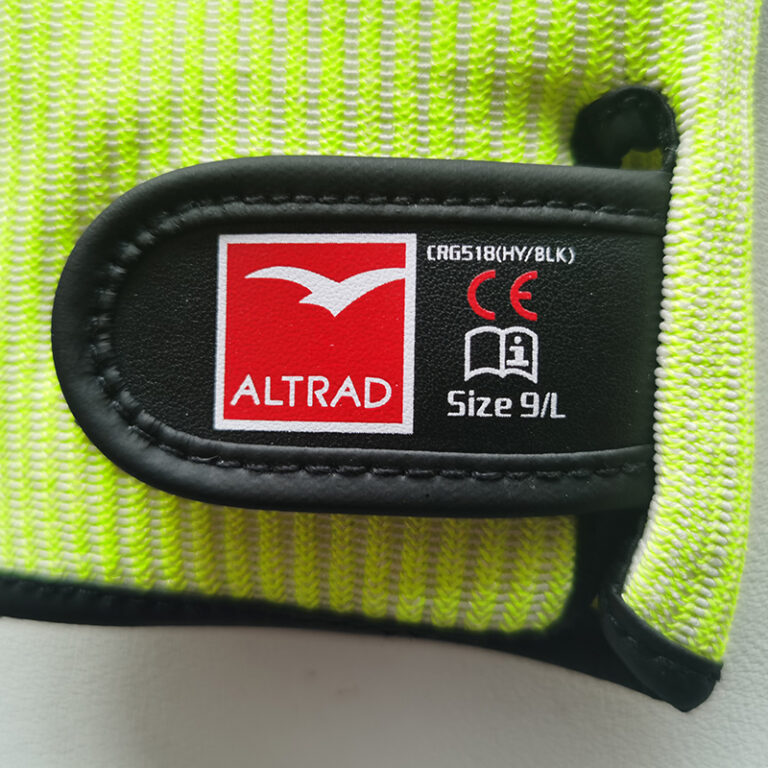 ALTRAD
CRG518(HY/BLK)
CE
i
Size 9/L